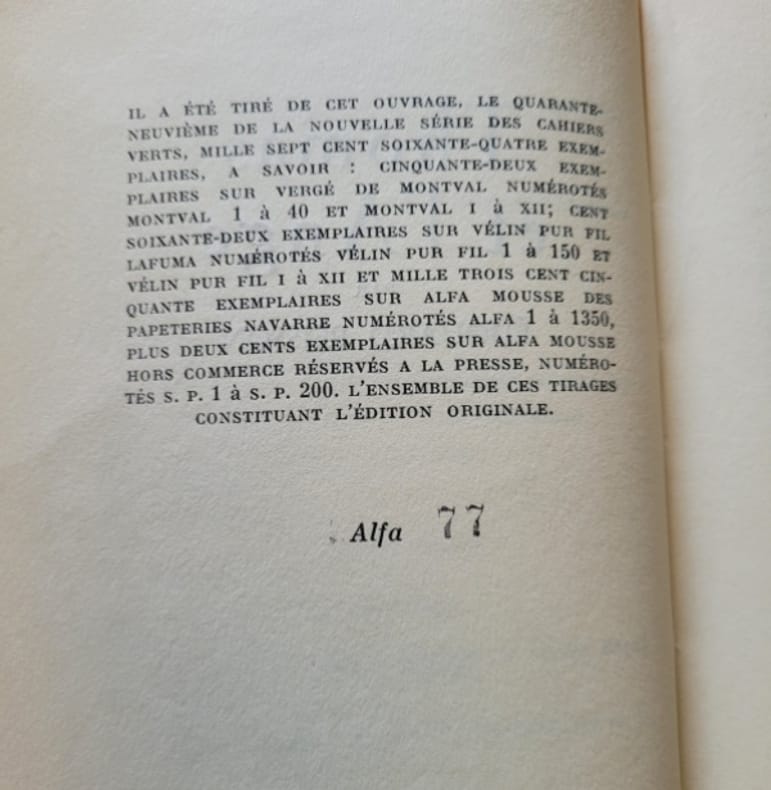 IL A ÉTÉ TIRÉ DE CET OUVRAGE, LE QUARANTE-
NEUVIÈME DE LA NOUVELLE SÉRIE DES CAHIERS
VERTS, MILLE SEPT CENT SOIXANTE-QUATRE EXEM-
PLAIRES, A SAVOIR : CINQUANTE-DEUX EXEM-
PLAIRES SUR VERGÉ DE MONTVAL NUMÉROTÉS
MONTVAL 1 à 40 ET MONTVAL I à XII; CENT
SOIXANTE-DEUX EXEMPLAIRES SUR VÉLIN PUR FIL
LAFUMA NUMÉROTÉS VÉLIN PUR FIL 1 à 150 ET
VÉLIN PUR FIL I à XII ET MILLE TROIS CENT CIN-
QUANTE EXEMPLAIRES SUR ALFA MOUSSE DES
PAPETERIES NAVARRE NUMÉROTÉS ALFA 1 à 1350,
PLUS DEUX CENTS EXEMPLAIRES SUR ALFA MOUSSE
HORS COMMERCE RÉSERVÉS A LA PRESSE, NUMÉRO-
TÉS S. P. 1 à S. P. 200. L'ENSEMBLE DE CES TIRAGES
CONSTITUANT L'ÉDITION ORIGINALE.
Alfa 77